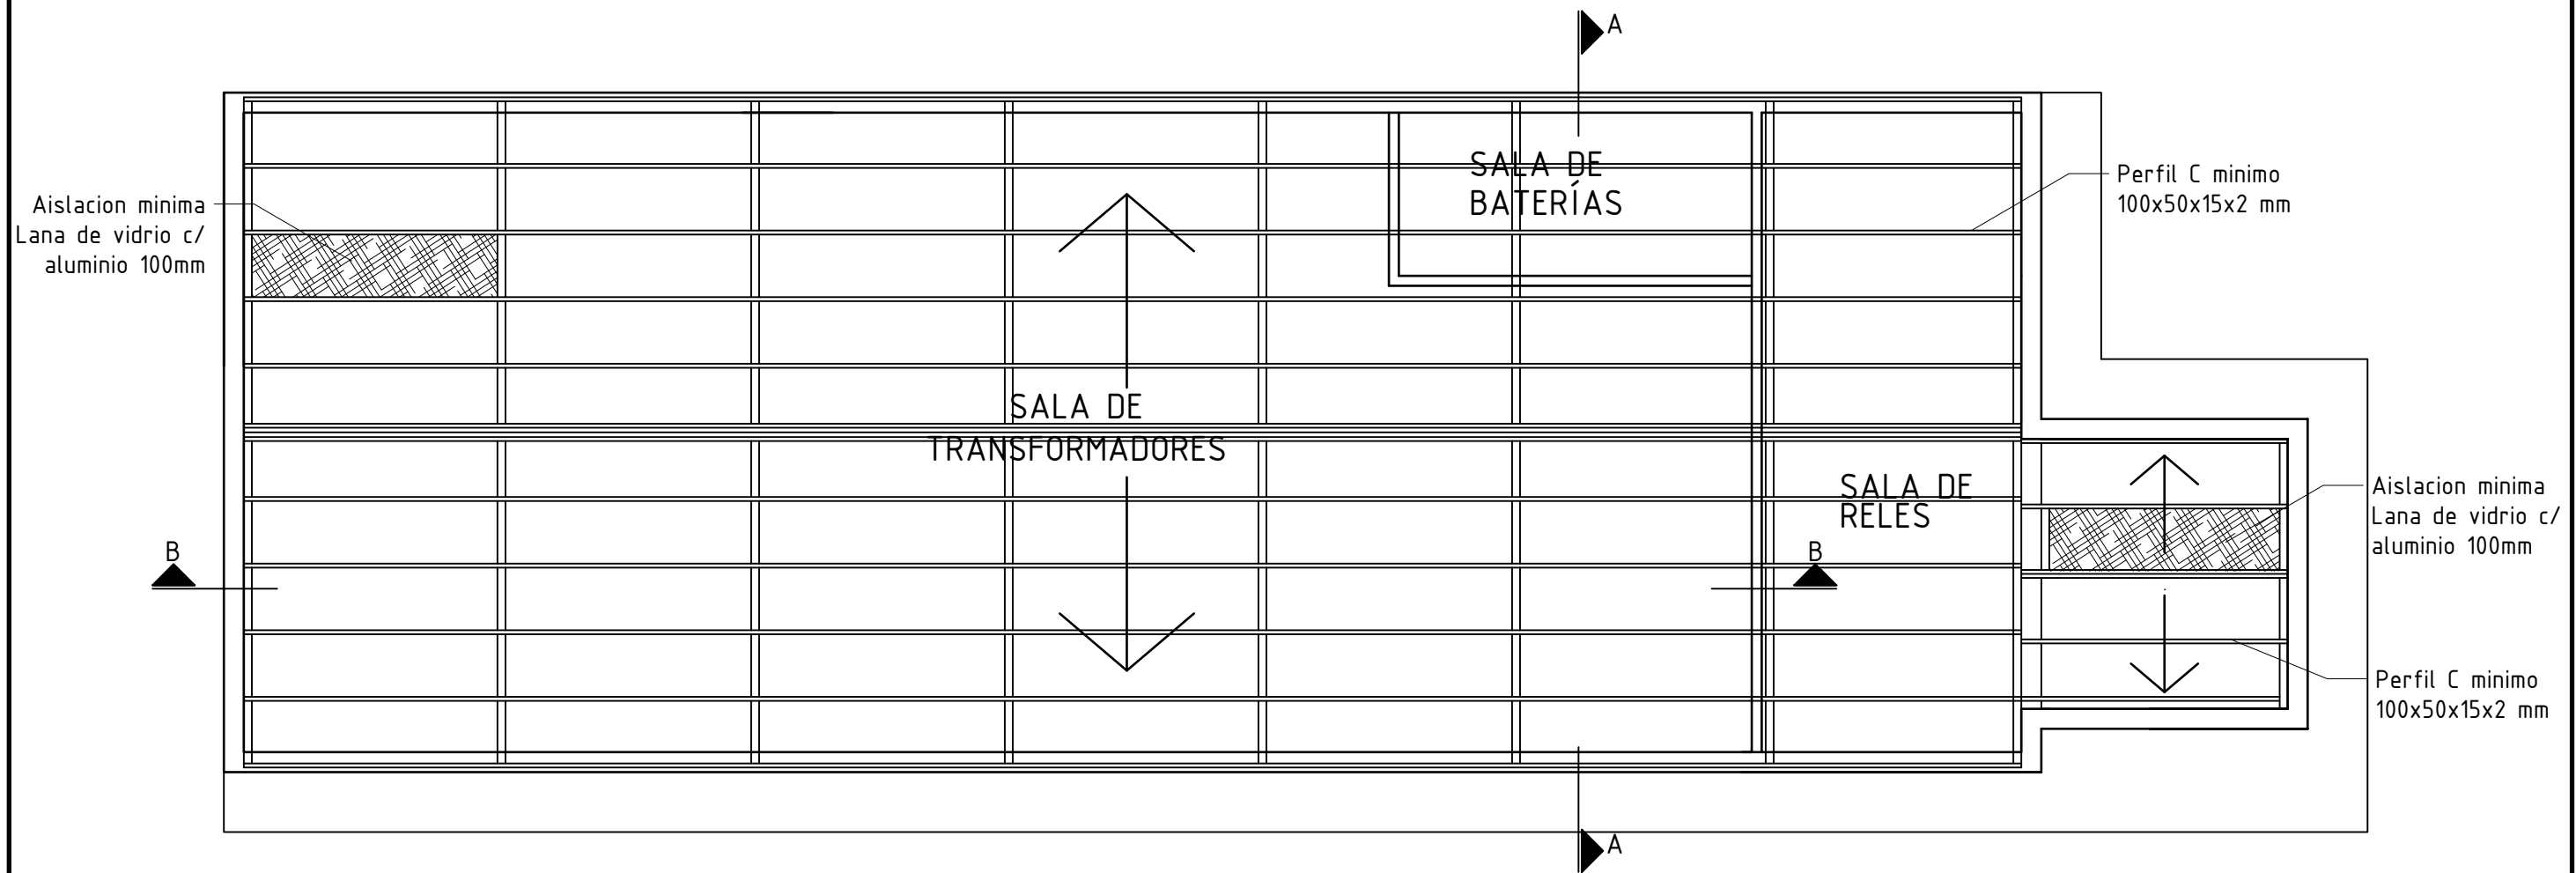 A
SALA DE
BATERÍAS
Perfil C minimo
100x50x15x2 mm
Aislacion minima
Lana de vidrio c/
aluminio 100mm
SALA DE
TRANSFORMADORES
SALA DE
RELÉS
Aislacion minima
Lana de vidrio c/
aluminio 100mm
B
B
Perfil C minimo
100x50x15x2 mm
A